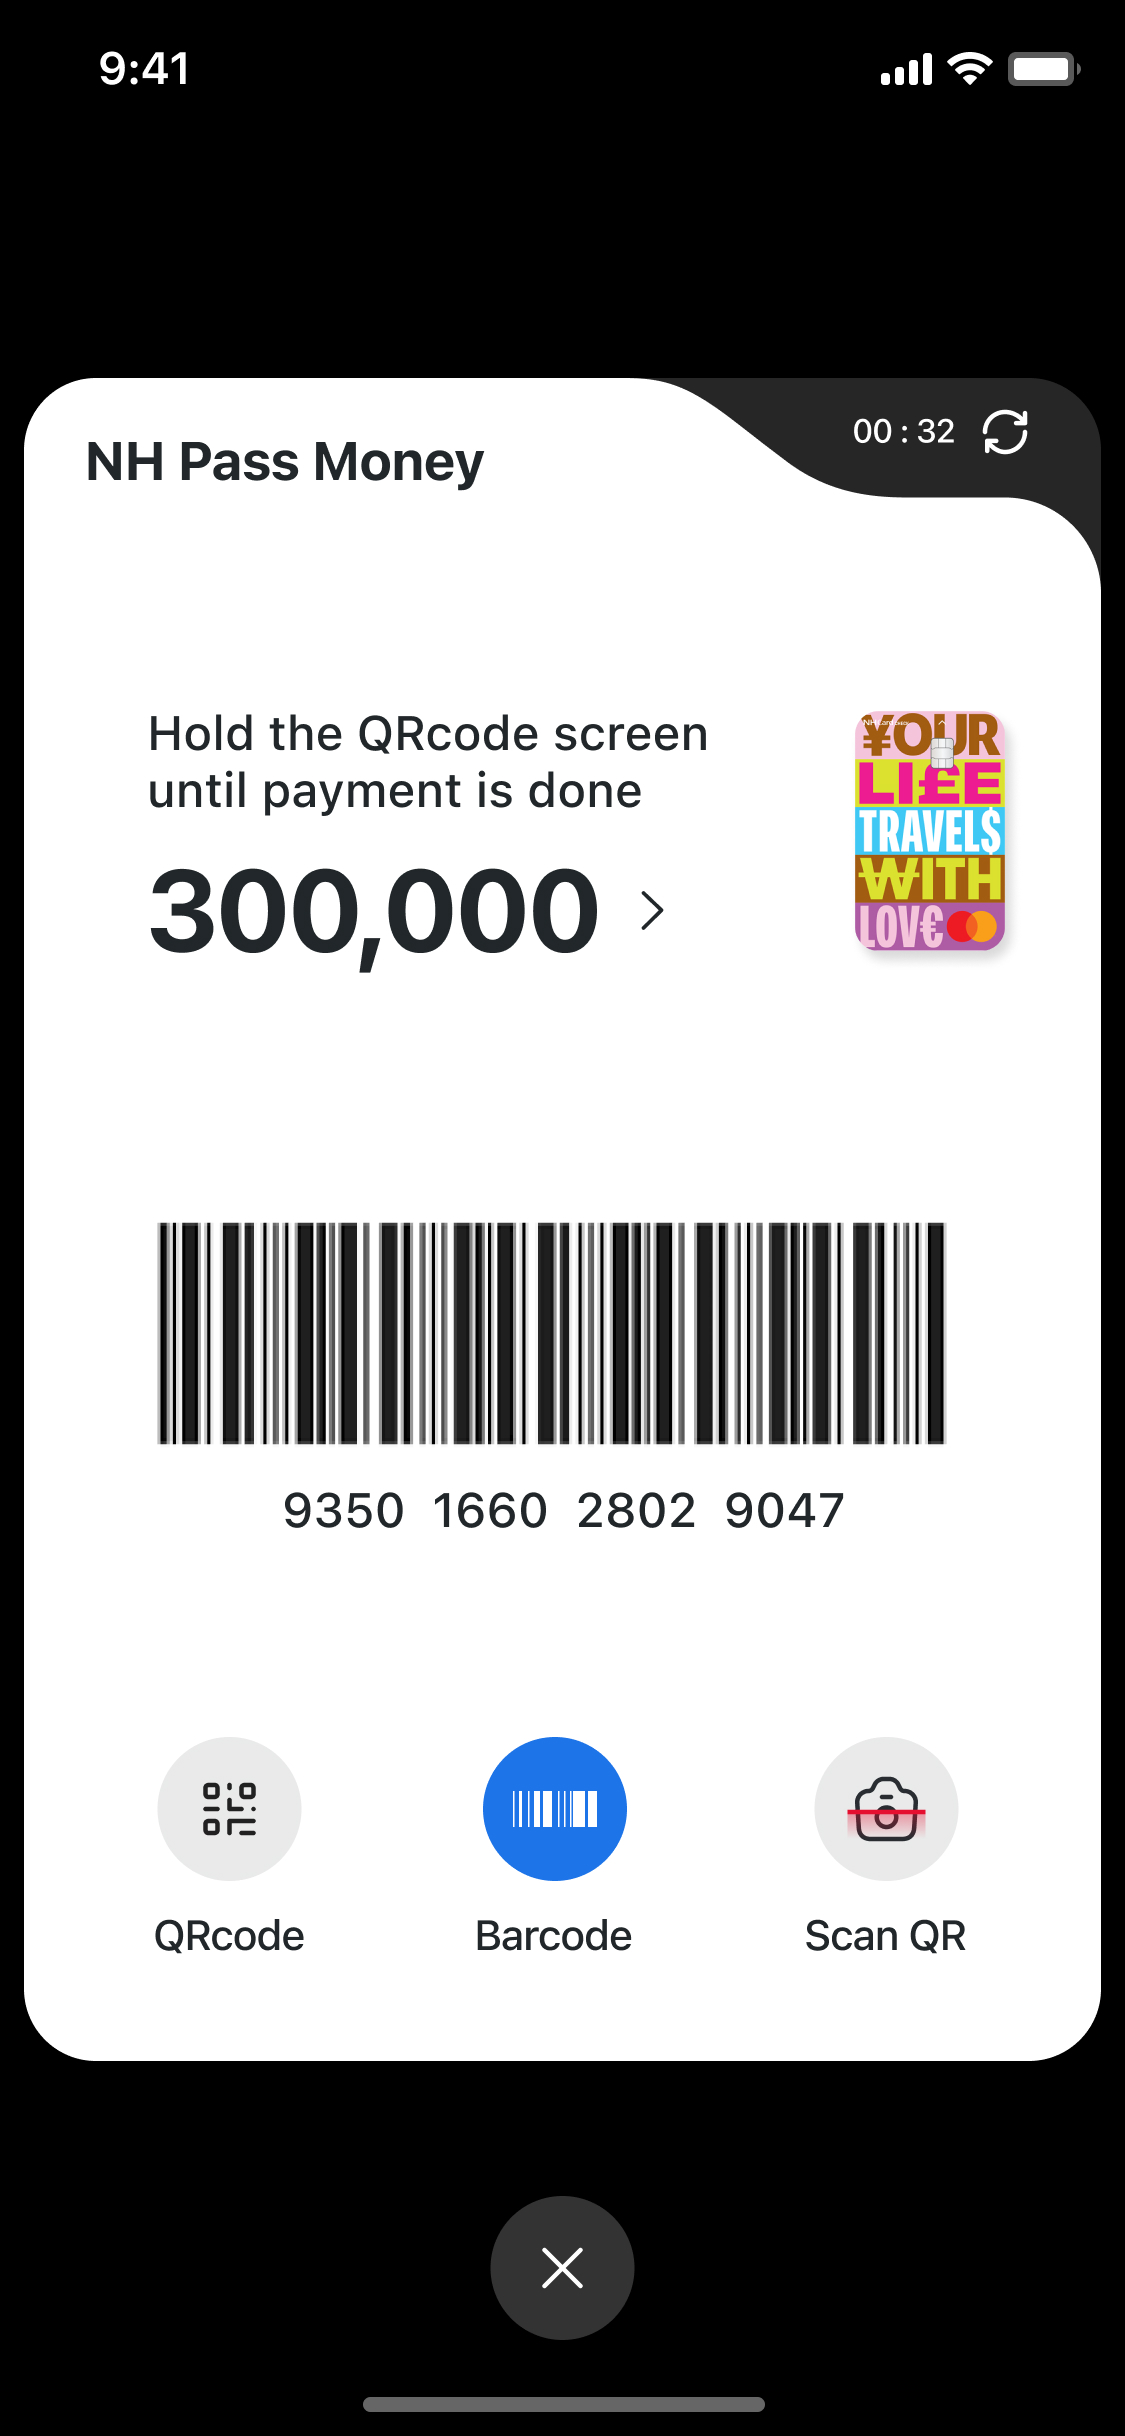 9:41
NH Pass Money
00 : 32
Hold the QRcode screen
until payment is done
300,000
¥OUR
LI£E
TRAVEL$
₩ITH
LOV€
9350 1660 2802 9047
QRcode
Barcode
Scan QR